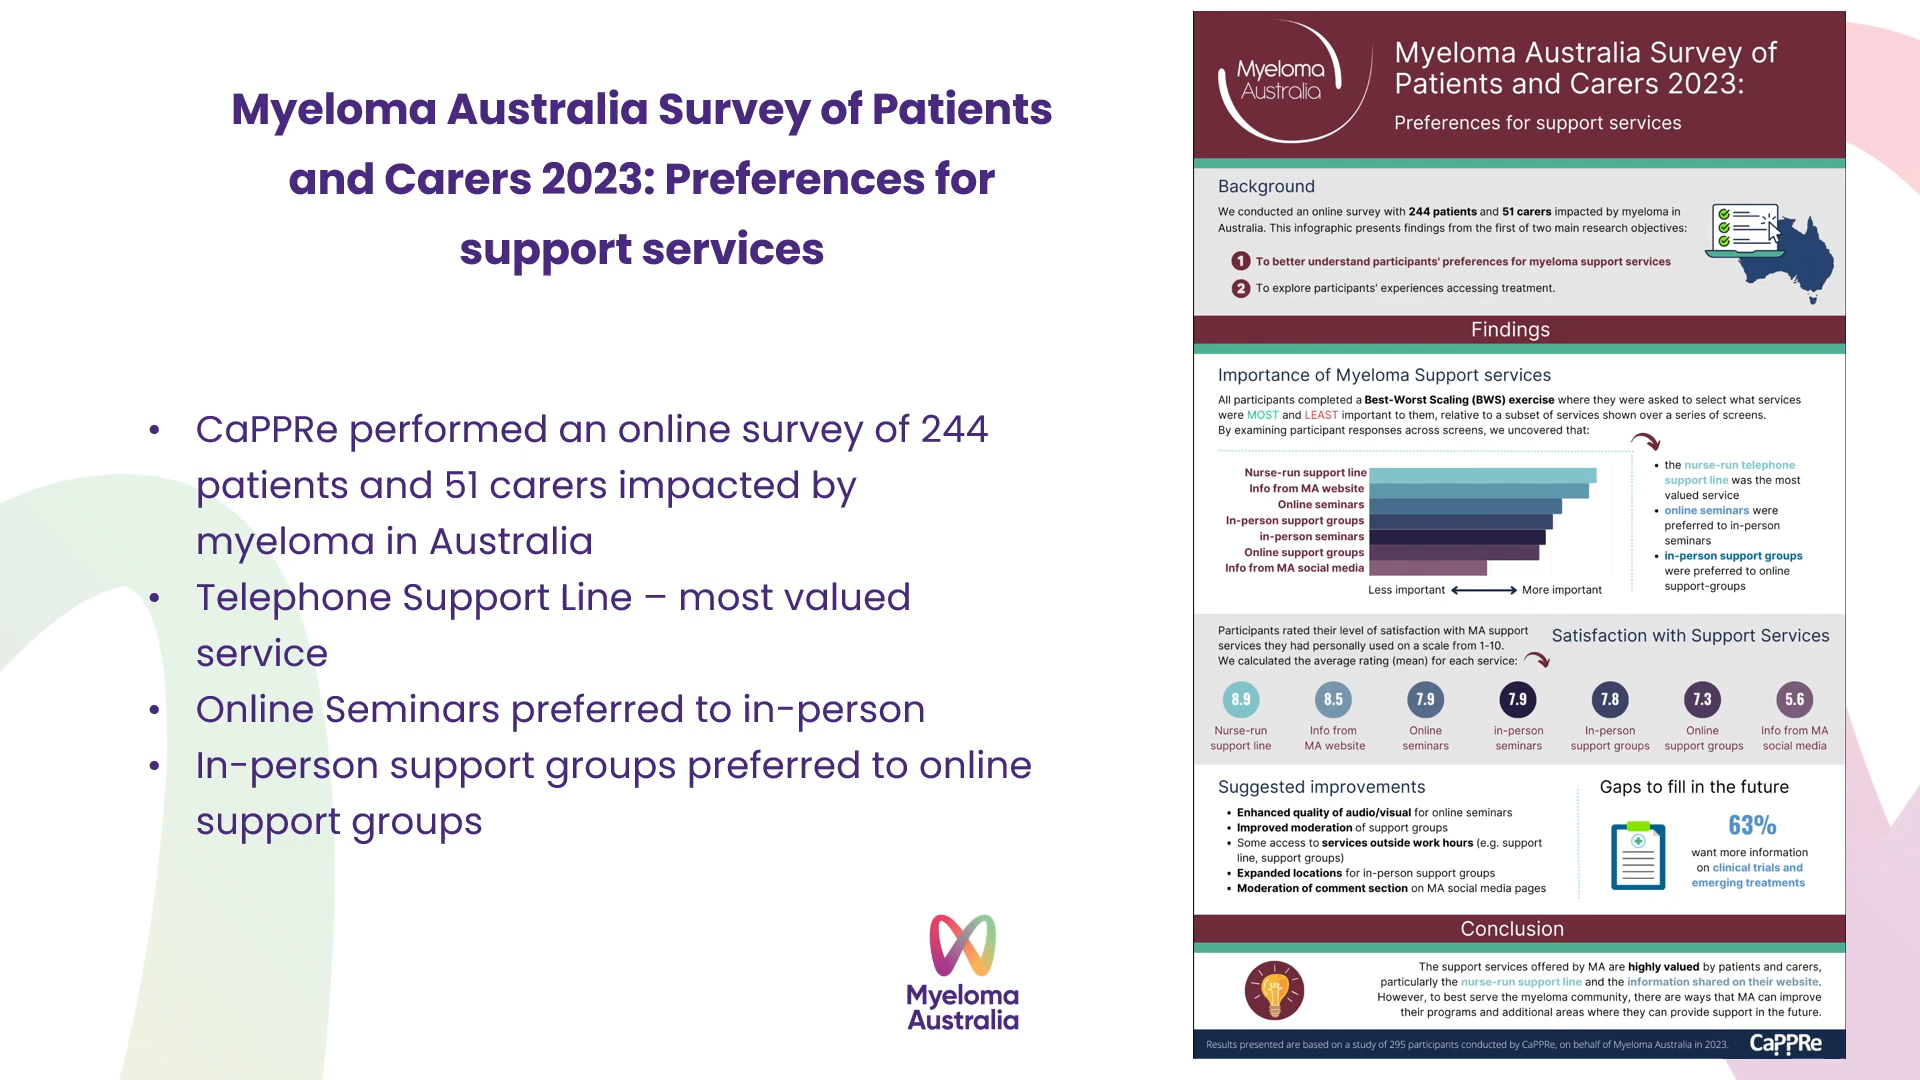 Myeloma Australia Survey of Patients
and Carers 2023: Preferences for
support services
• CaPPRe performed an online survey of 244
patients and 51 carers impacted by
myeloma in Australia
• Telephone Support Line – most valued
service
• Online Seminars preferred to in-person
• In-person support groups preferred to online
support groups
Myeloma
Australia
Myeloma
Australia
Myeloma Australia Survey of
Patients and Carers 2023:
Preferences for support services
Background
We conducted an online survey with 244 patients and 51 carers impacted by myeloma in
Australia. This infographic presents findings from the first of two main research objectives:
1 To better understand participants' preferences for myeloma support services
2 To explore participants' experiences accessing treatment.
Findings
Importance of Myeloma Support services
All participants completed a Best-Worst Scaling (BWS) exercise where they were asked to select what services
were MOST and LEAST important to them, relative to a subset of services shown over a series of screens.
By examining participant responses across screens, we uncovered that:
Nurse-run support line
Info from MA website
Online seminars
In-person support groups
in-person seminars
Online support groups
Info from MA social media
Less important More important
• the nurse-run telephone
support line was the most
valued service
• online seminars were
preferred to in-person
seminars
• in-person support groups
were preferred to online
support-groups
Participants rated their level of satisfaction with MA support
services they had personally used on a scale from 1-10.
We calculated the average rating (mean) for each service:
Satisfaction with Support Services
8.9 8.5 7.9 7.9 7.8 7.3 5.6
Nurse-run Info from Online in-person In-person Online Info from MA
support line MA website seminars seminars support groups support groups social media
Suggested improvements
• Enhanced quality of audio/visual for online seminars
• Improved moderation of support groups
• Some access to services outside work hours (e.g. support
line, support groups)
• Expanded locations for in-person support groups
• Moderation of comment section on MA social media pages
Gaps to fill in the future
63%
want more information
on clinical trials and
emerging treatments
Conclusion
The support services offered by MA are highly valued by patients and carers,
particularly the nurse-run support line and the information shared on their website.
However, to best serve the myeloma community, there are ways that MA can improve
their programs and additional areas where they can provide support in the future.
Results presented are based on a study of 295 participants conducted by CaPPRe, on behalf of Myeloma Australia in 2023.
CaPPRe